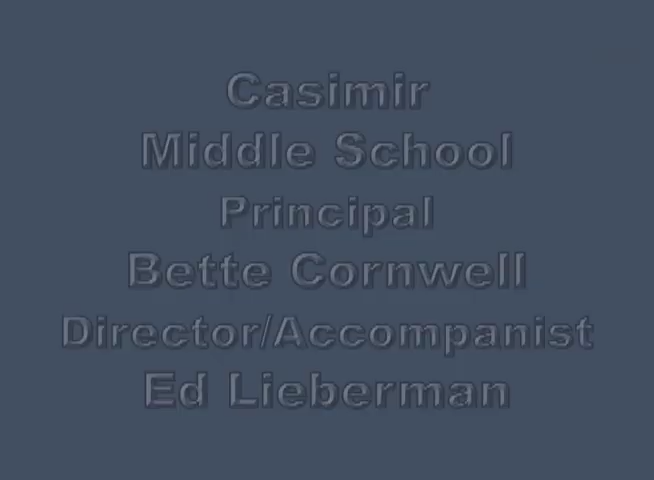 Casimir
Middle School
Principal
Bette Cornwell
Director/Accompanist
Ed Lieberman